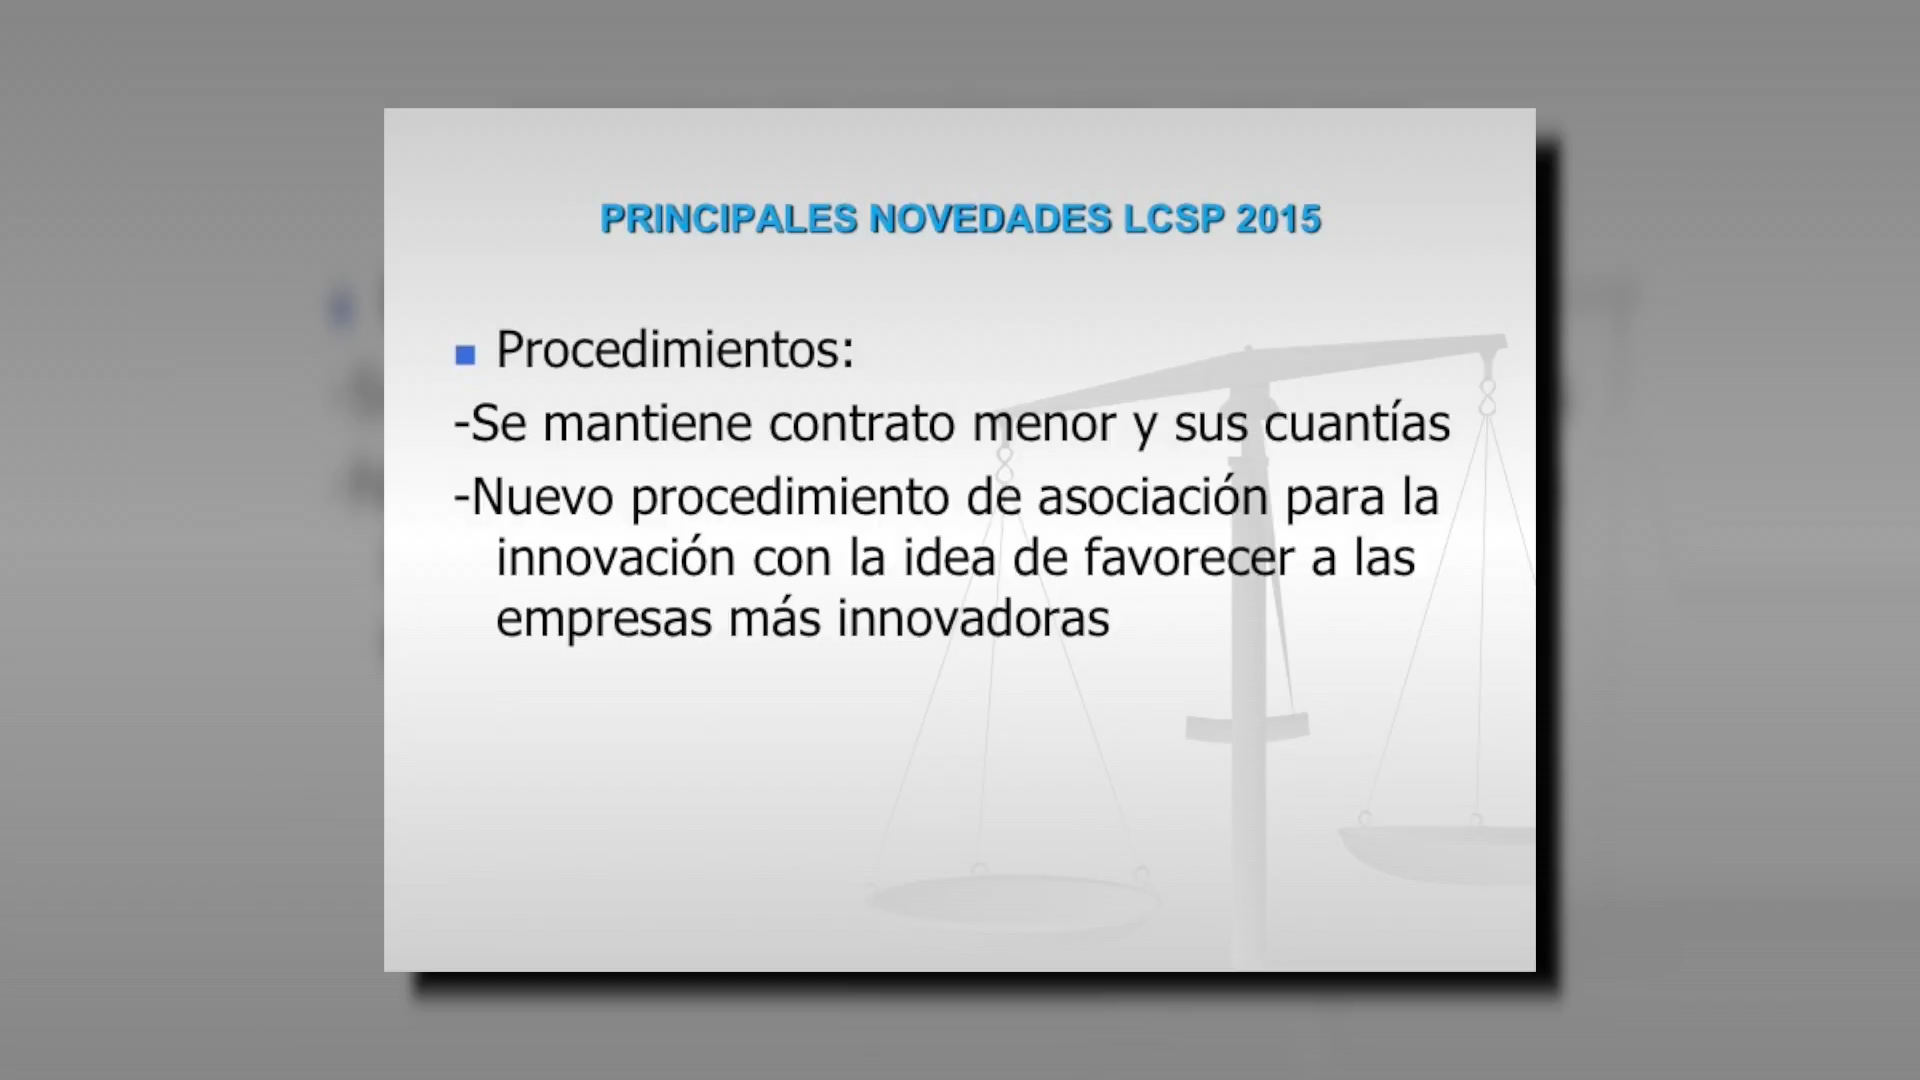 PRINCIPALES NOVEDADES LCSP 2015
Procedimientos:
-Se mantiene contrato menor y sus cuantías
-Nuevo procedimiento de asociación para la
innovación con la idea de favorecer a las
empresas más innovadoras